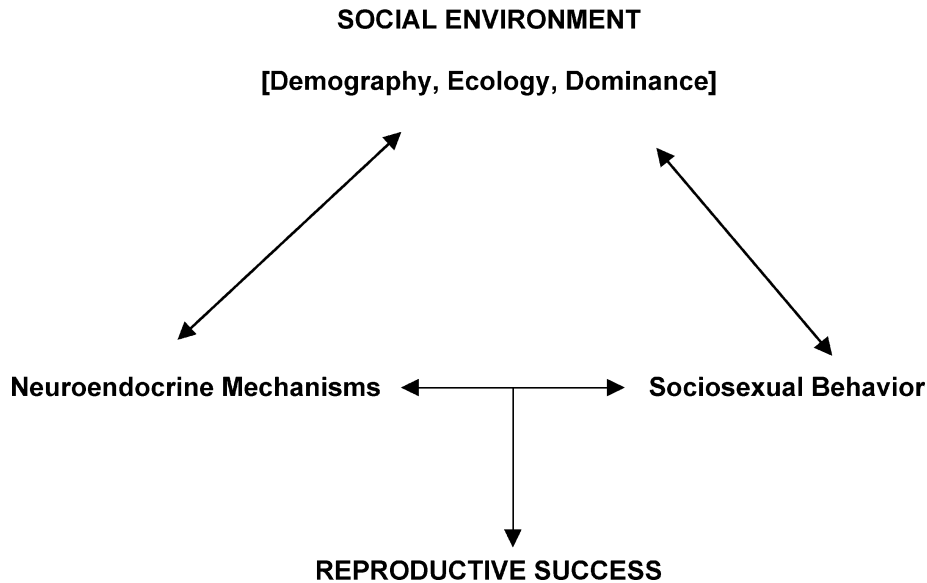 SOCIAL ENVIRONMENT
[Demography, Ecology, Dominance]
Neuroendocrine Mechanisms
Sociosexual Behavior
REPRODUCTIVE SUCCESS